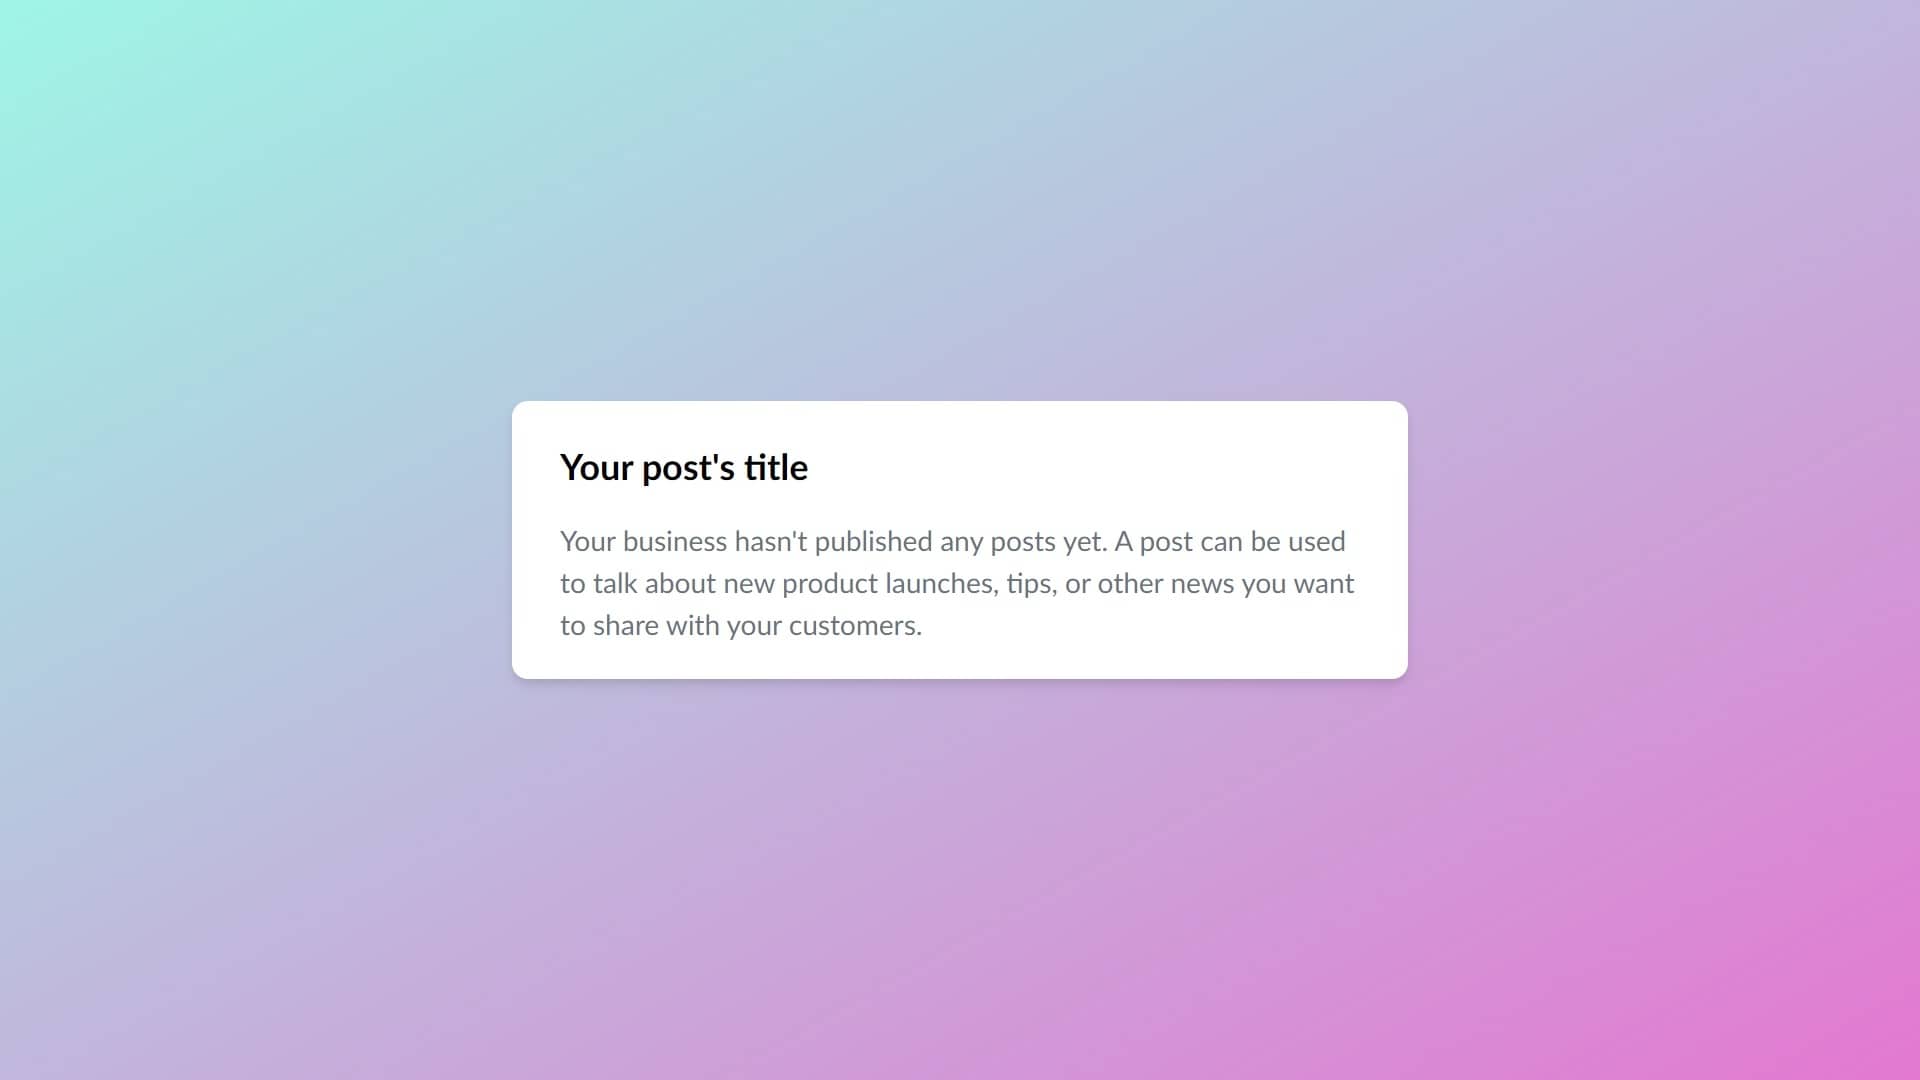 Your post's title
Your business hasn't published any posts yet. A post can be used
to talk about new product launches, tips, or other news you want
to share with your customers.